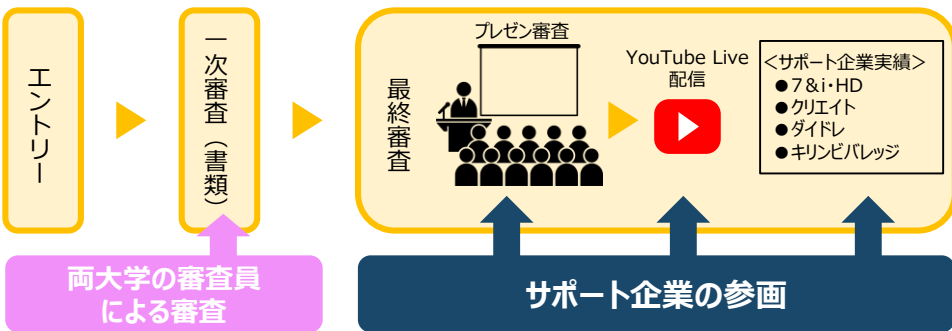 エントリー
一次審査（書類）
最終審査
プレゼン審査
YouTube Live
配信
＜サポート企業実績＞
●7&i・HD
●クリエイト
●ダイドレ
●キリンビバレッジ
両大学の審査員
による審査
サポート企業の参画